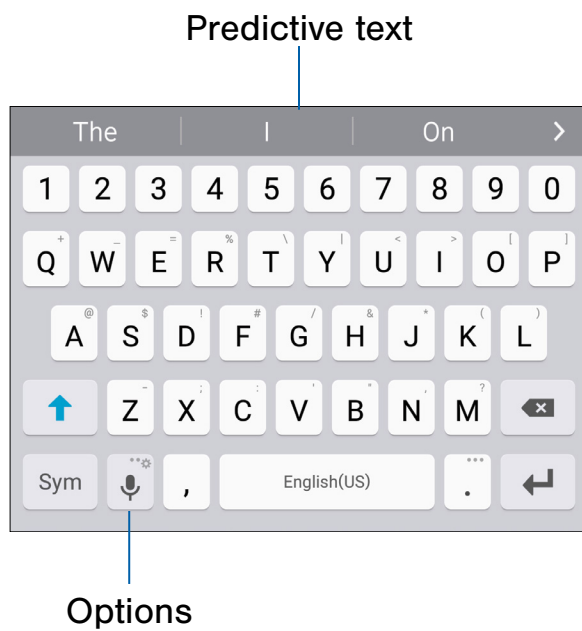 Predictive text
The I On >
1 2 3 4 5 6 7 8 9 0
+ _ = % \ | < > [ ]
Q W E R T Y U I O P
@ $ ! # / & * ( )
A S D F G H J K L
- ; : ' " , ?
Z X C V B N M
Sym , English(US) .
Options